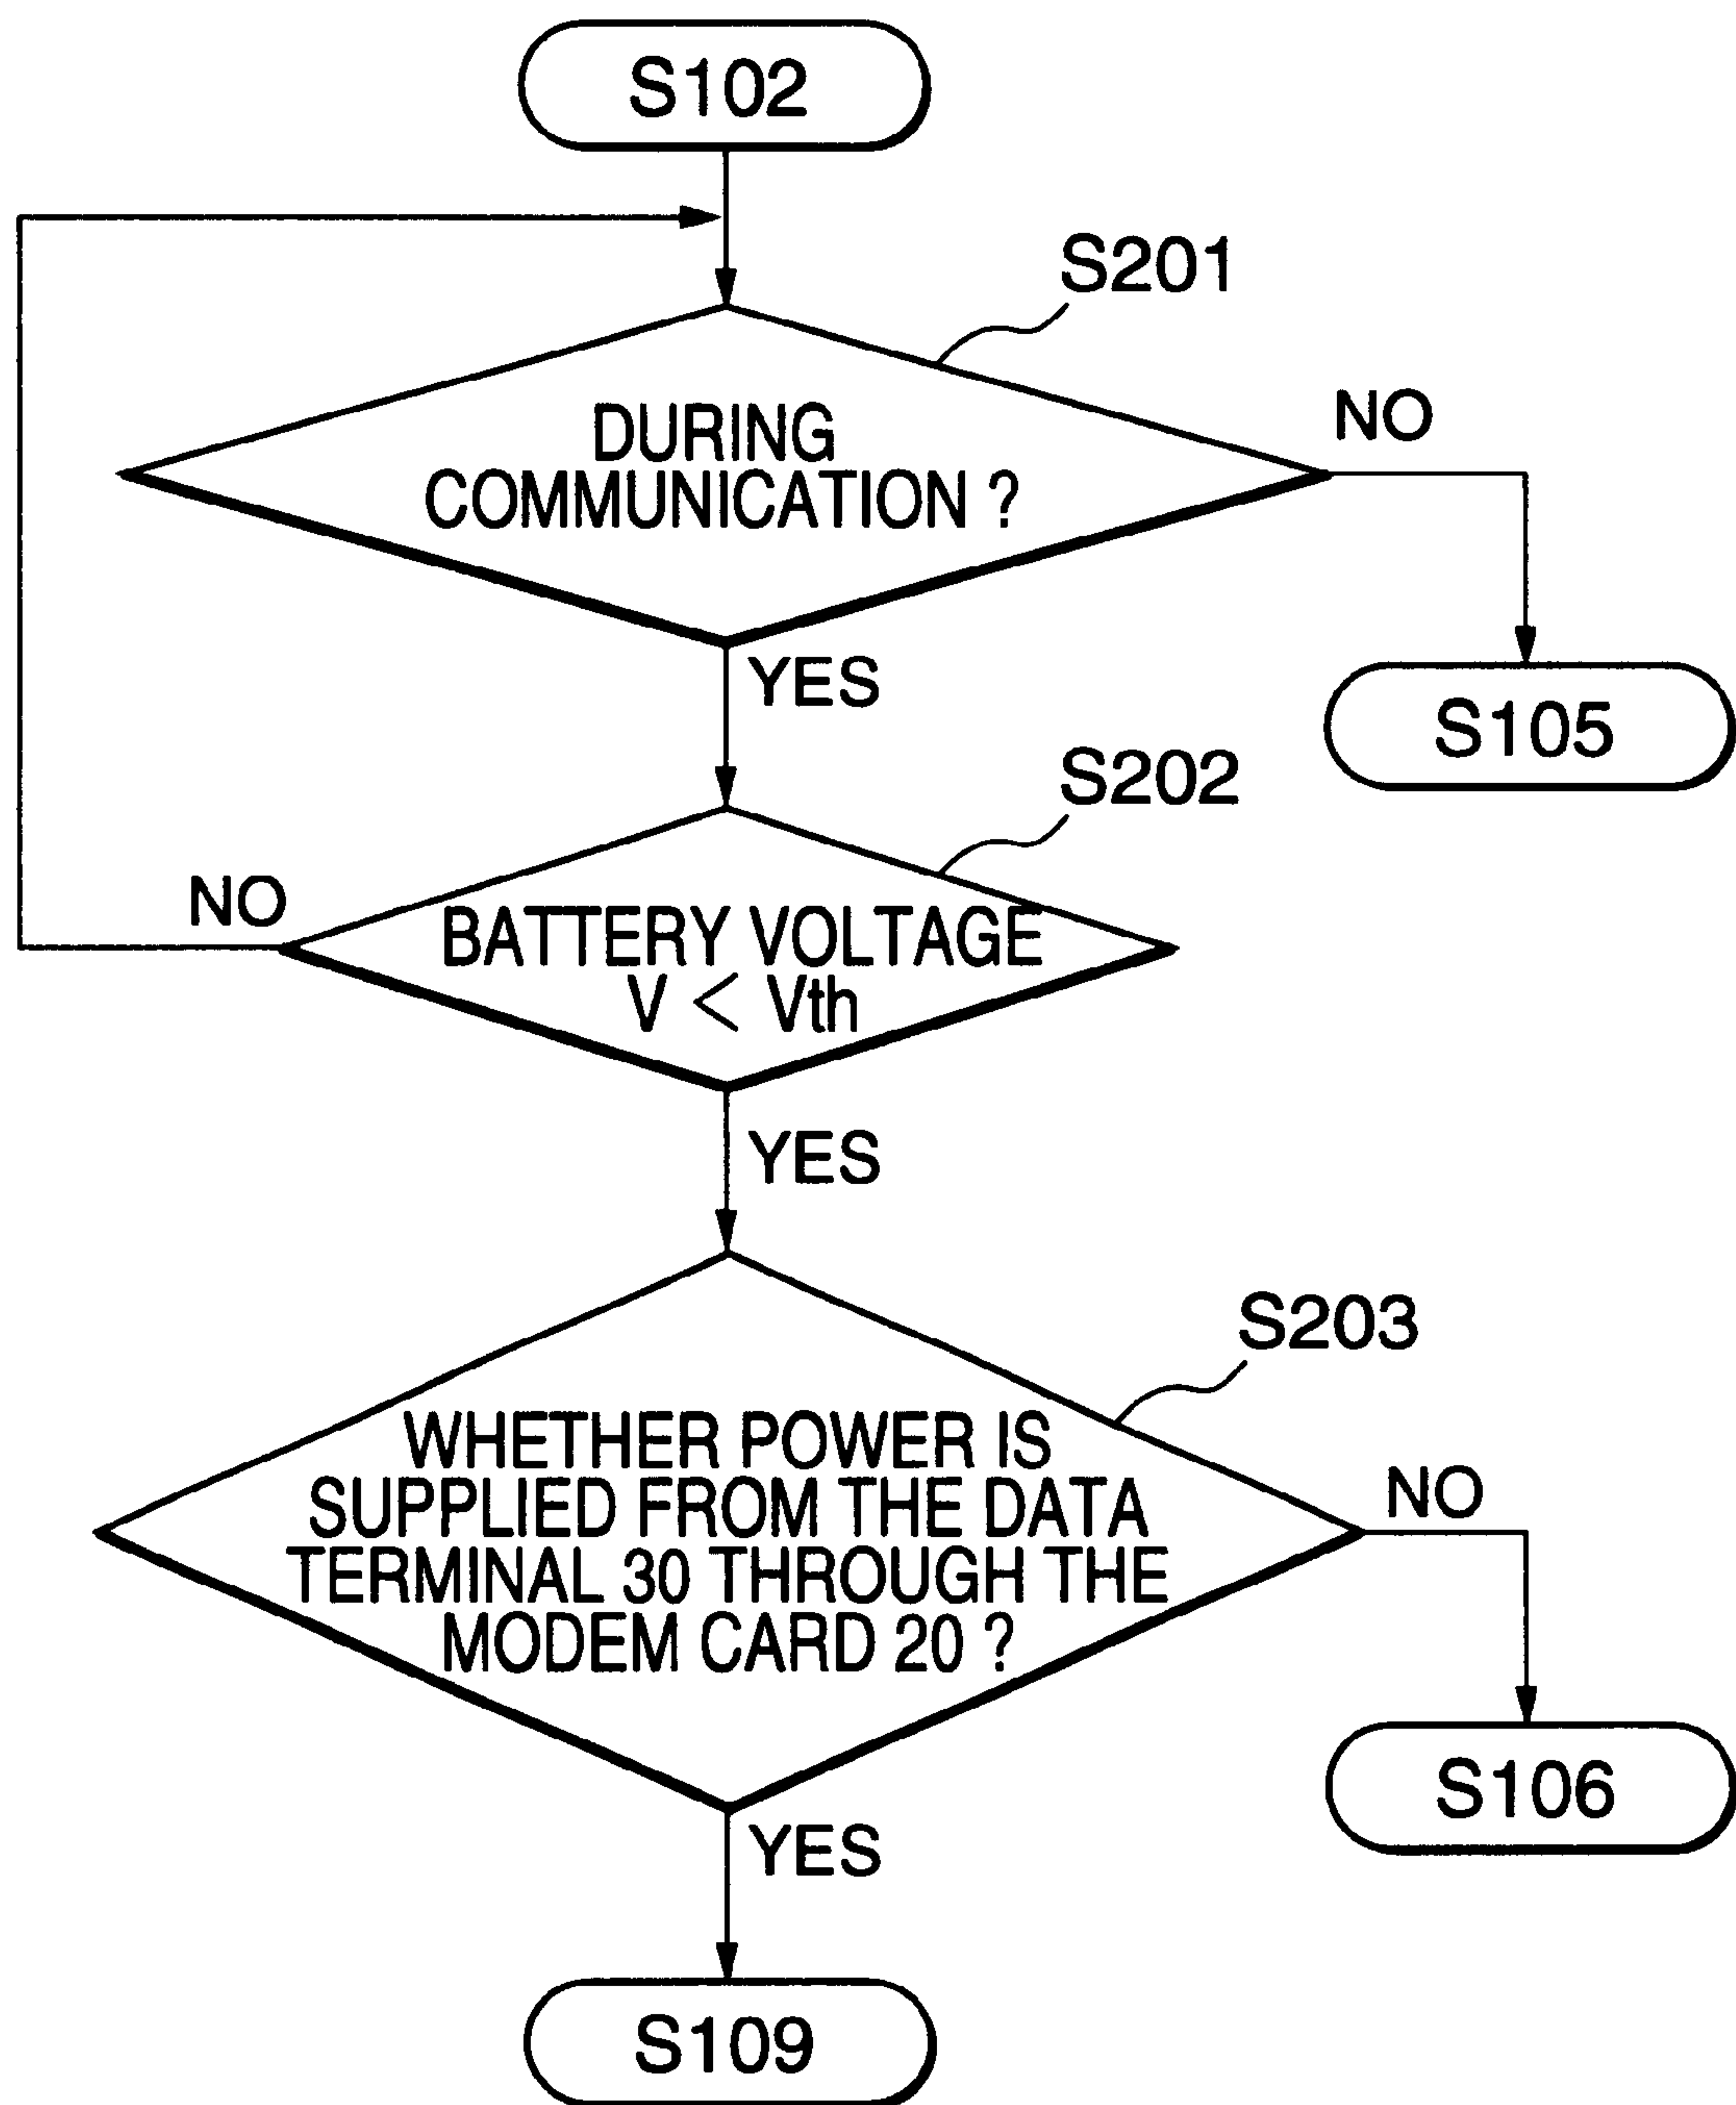 S102
S201
DURING
COMMUNICATION ?
NO
YES
S105
S202
NO
BATTERY VOLTAGE
V < Vth
YES
S203
WHETHER POWER IS
SUPPLIED FROM THE DATA
TERMINAL 30 THROUGH THE
MODEM CARD 20 ?
NO
S106
YES
S109